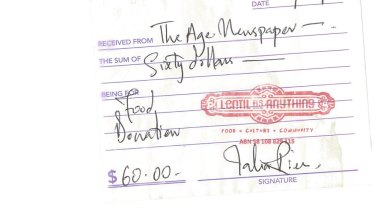 RECEIVED FROM The Age Newspaper
THE SUM OF Sixty dollars
BEING FOR
Food
Donation
LENTIL AS ANYTHING
FOOD • CULTURE • COMMUNITY
$ 60.00
SIGNATURE